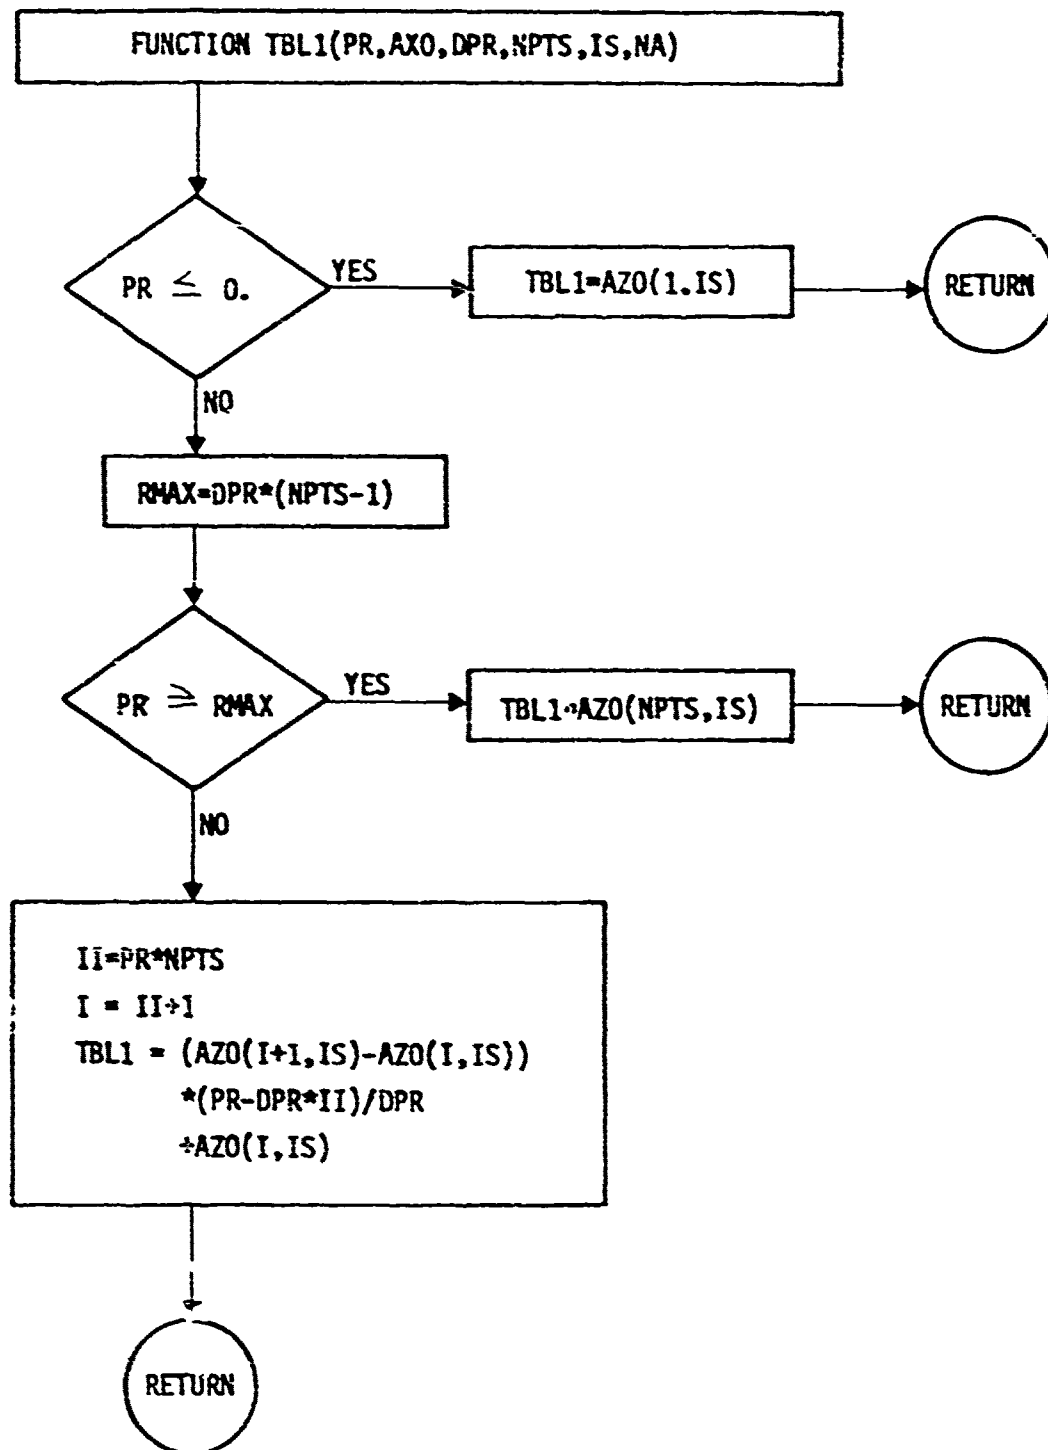 FUNCTION TBL1(PR,AXO,DPR,NPTS,IS,NA)
PR ≤ 0.
YES
TBL1=AZO(1.IS)
RETURN
NO
RMAX=DPR*(NPTS-1)
PR ≥ RMAX
YES
TBL1=AZO(NPTS,IS)
RETURN
NO
II=PR*NPTS
I = II+1
TBL1 = (AZO(I+1,IS)-AZO(I,IS))
*(PR-DPR*II)/DPR
+AZO(I,IS)
RETURN